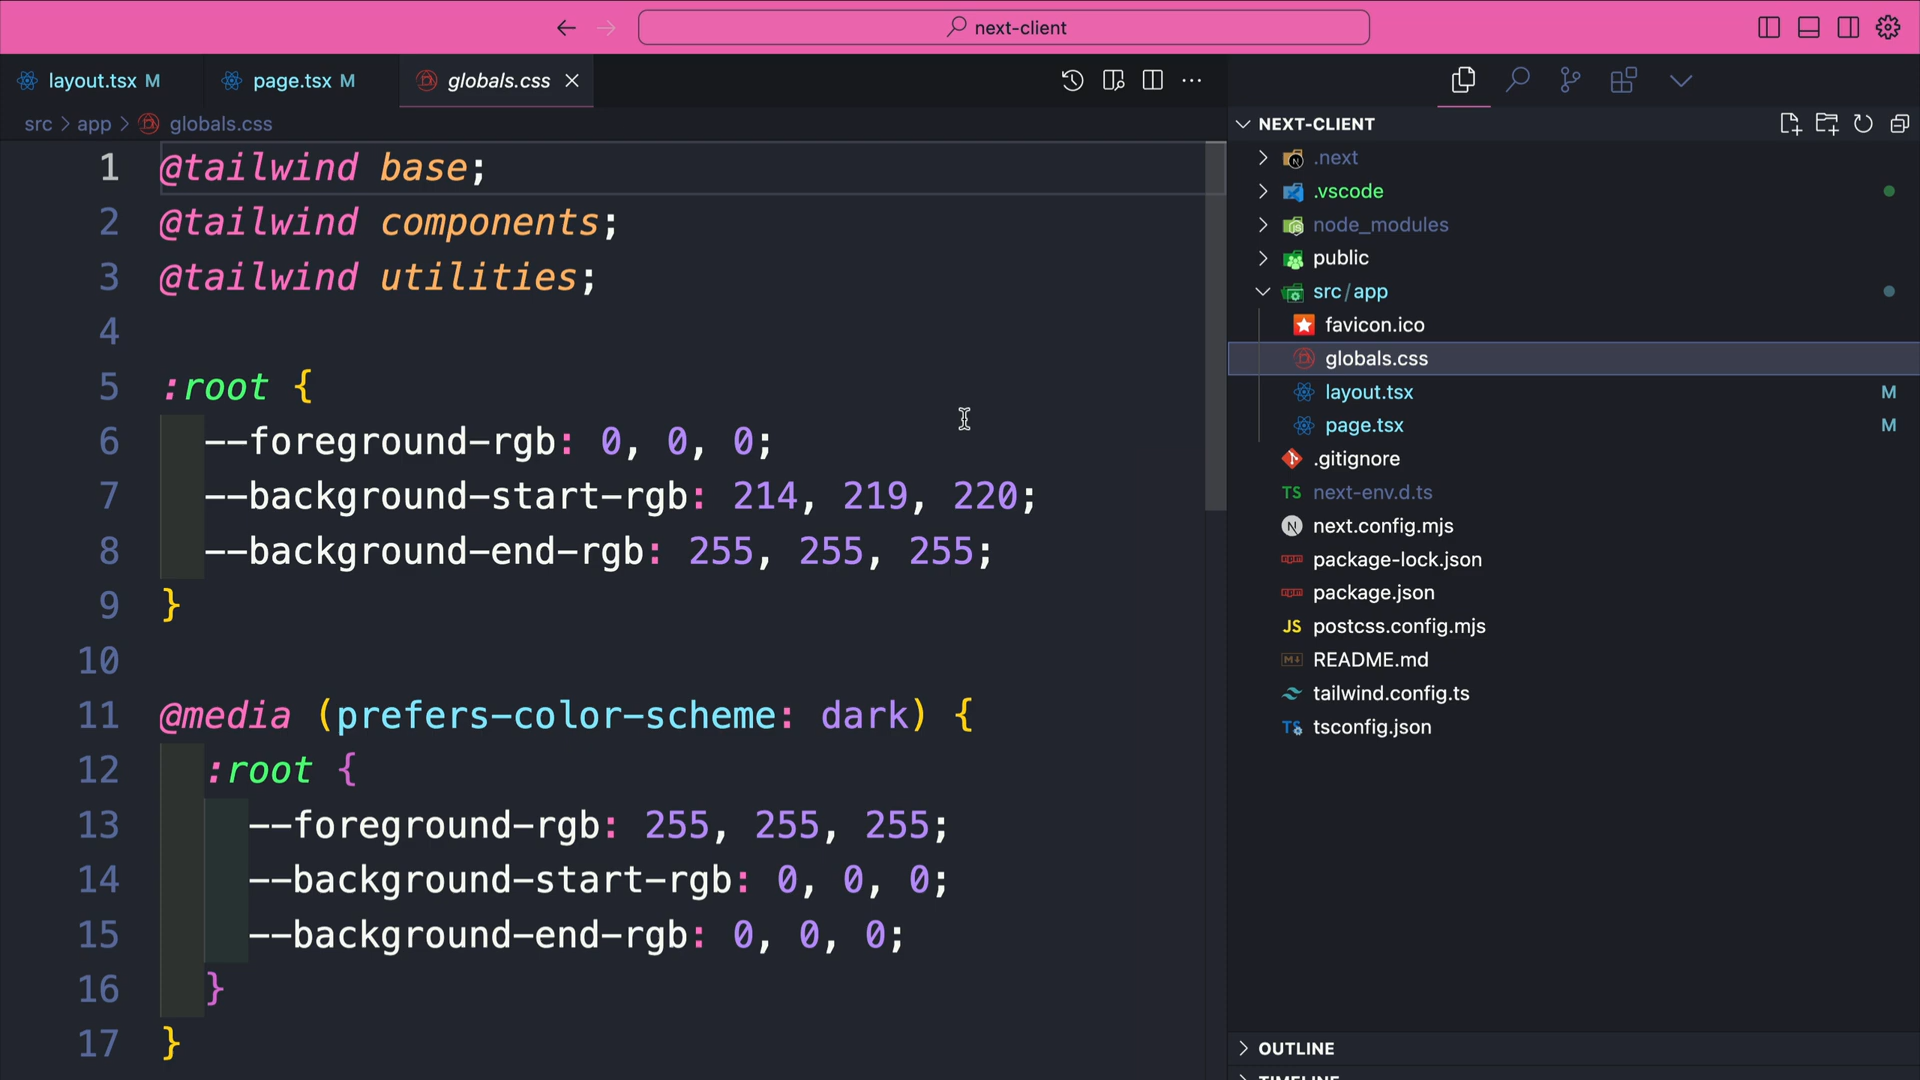 next-client
layout.tsx M
page.tsx M
globals.css
src > app > globals.css
1 @tailwind base;
2 @tailwind components;
3 @tailwind utilities;
4
5 :root {
6 --foreground-rgb: 0, 0, 0;
7 --background-start-rgb: 214, 219, 220;
8 --background-end-rgb: 255, 255, 255;
9 }
10
11 @media (prefers-color-scheme: dark) {
12 :root {
13 --foreground-rgb: 255, 255, 255;
14 --background-start-rgb: 0, 0, 0;
15 --background-end-rgb: 0, 0, 0;
16 }
17 }
NEXT-CLIENT
.next
.vscode
node_modules
public
src/app
favicon.ico
globals.css
layout.tsx M
page.tsx M
.gitignore
TS next-env.d.ts
N next.config.mjs
package-lock.json
package.json
JS postcss.config.mjs
README.md
tailwind.config.ts
TS tsconfig.json
OUTLINE
TIMELINE